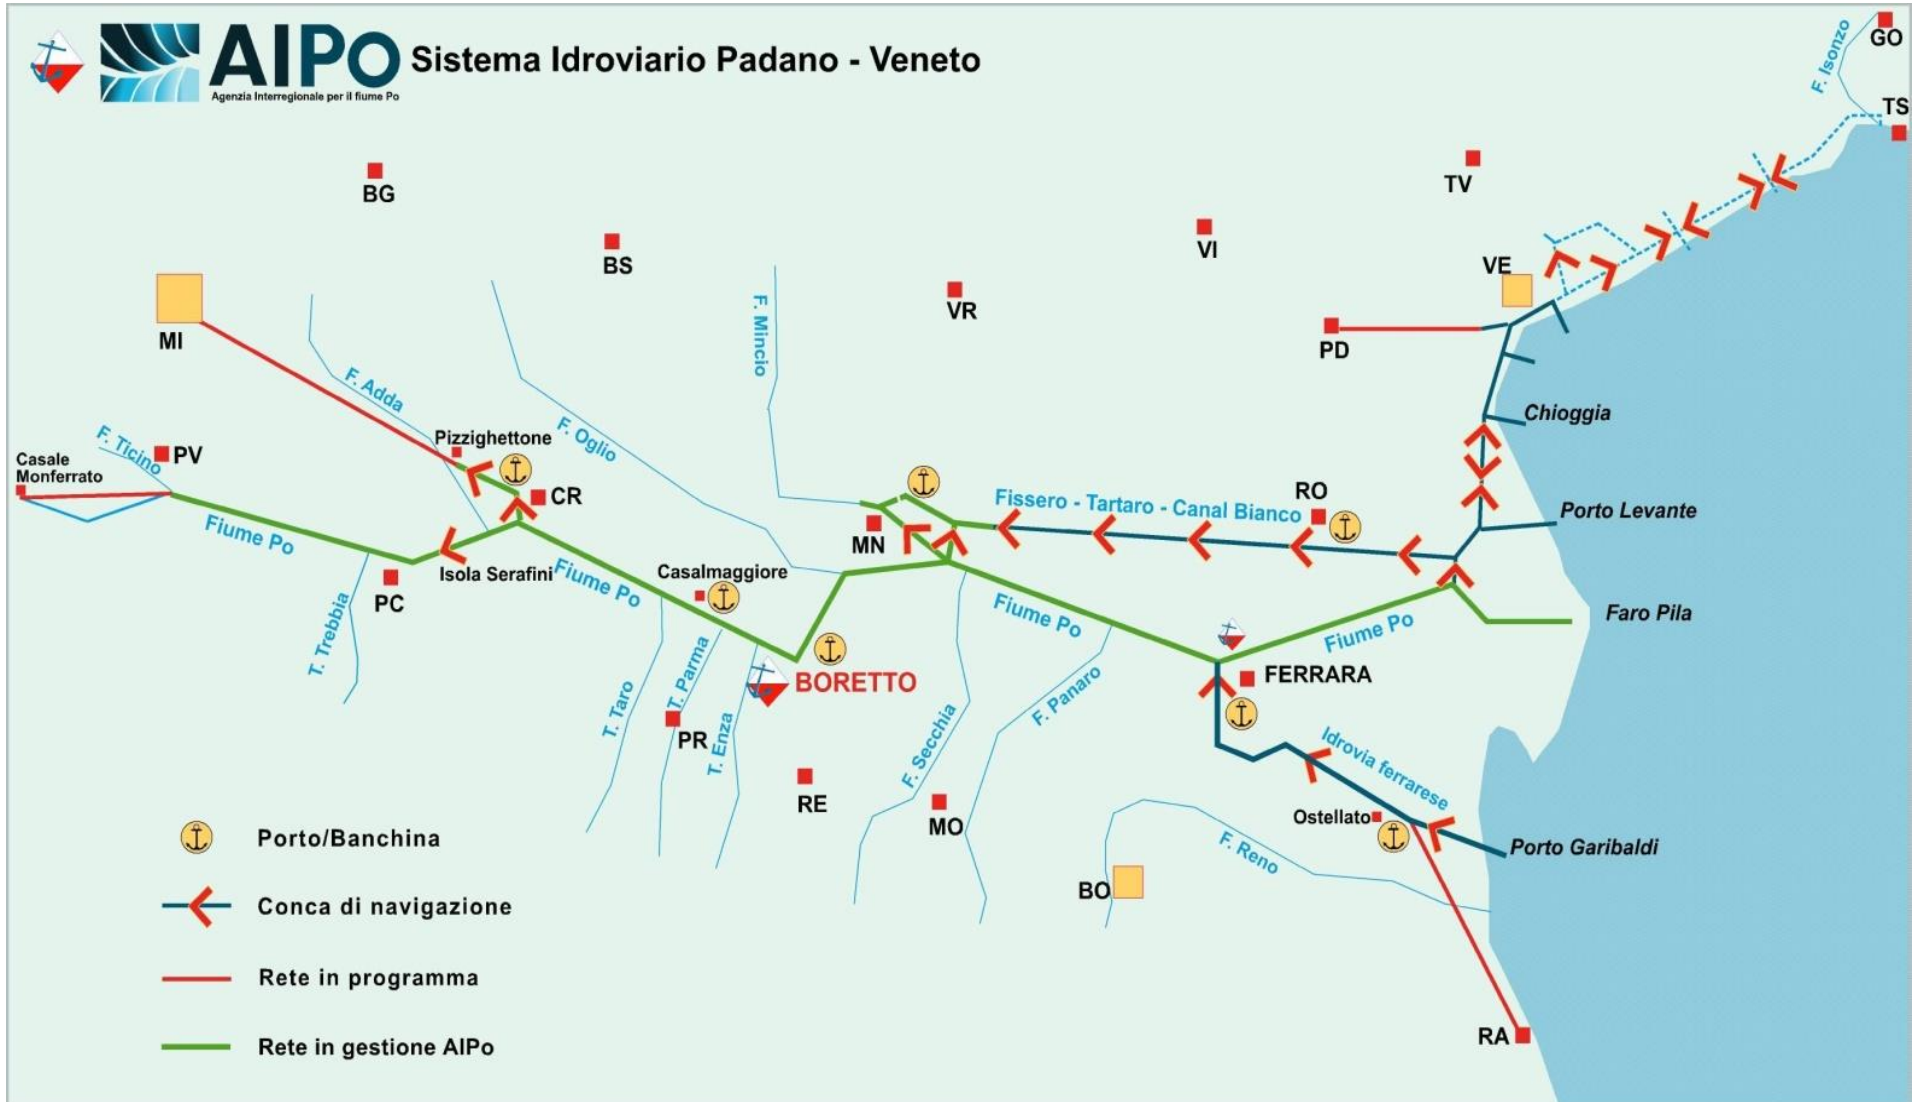 AIPo
Agenzia Interregionale per il fiume Po
Sistema Idroviario Padano - Veneto
GO
F. Isonzo
TS
BG
TV
BS
VI
VE
MI
F. Mincio
VR
PD
F. Adda
Chioggia
F. Ticino
PV
Pizzighettone
F. Oglio
Casale
Monferrato
CR
Fissero - Tartaro - Canal Bianco
RO
Porto Levante
Fiume Po
MN
Isola Serafini
Fiume Po
Casalmaggiore
PC
T. Trebbia
Fiume Po
Fiume Po
Faro Pila
BORETTO
FERRARA
T. Taro
T. Parma
PR
T. Enza
F. Secchia
F. Panaro
Idrovia ferrarese
RE
MO
Ostellato
Porto Garibaldi
F. Reno
BO
RA
Porto/Banchina
Conca di navigazione
Rete in programma
Rete in gestione AIPo